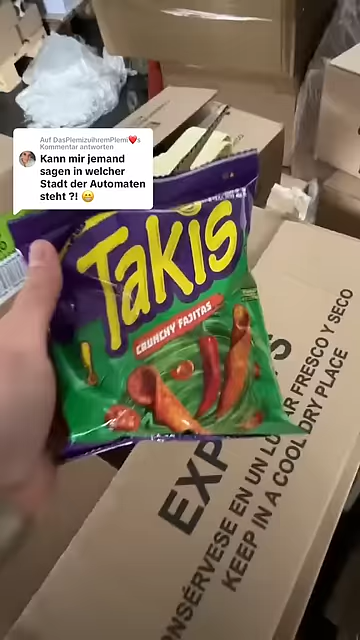 Auf DasPlemizuihremPlemi❤️s
Kommentar antworten
Kann mir jemand
sagen in welcher
Stadt der Automaten
steht ?! 😀
Takis
CRUNCHY FAJITAS
EXP
CONSÉRVESE EN UN LUGAR FRESCO Y SECO
KEEP IN A COOL DRY PLACE